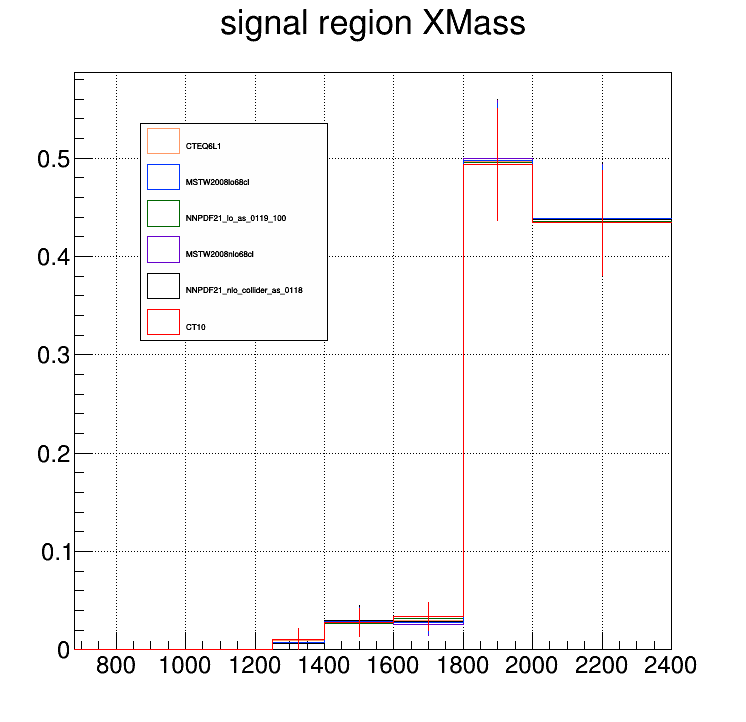 signal region XMass
CTEQ6L1
MSTW2008lo68cl
NNPDF21_lo_as_0119_100
MSTW2008nlo68cl
NNPDF21_nlo_collider_as_0118
CT10
0.5
0.4
0.3
0.2
0.1
0
800 1000 1200 1400 1600 1800 2000 2200 2400